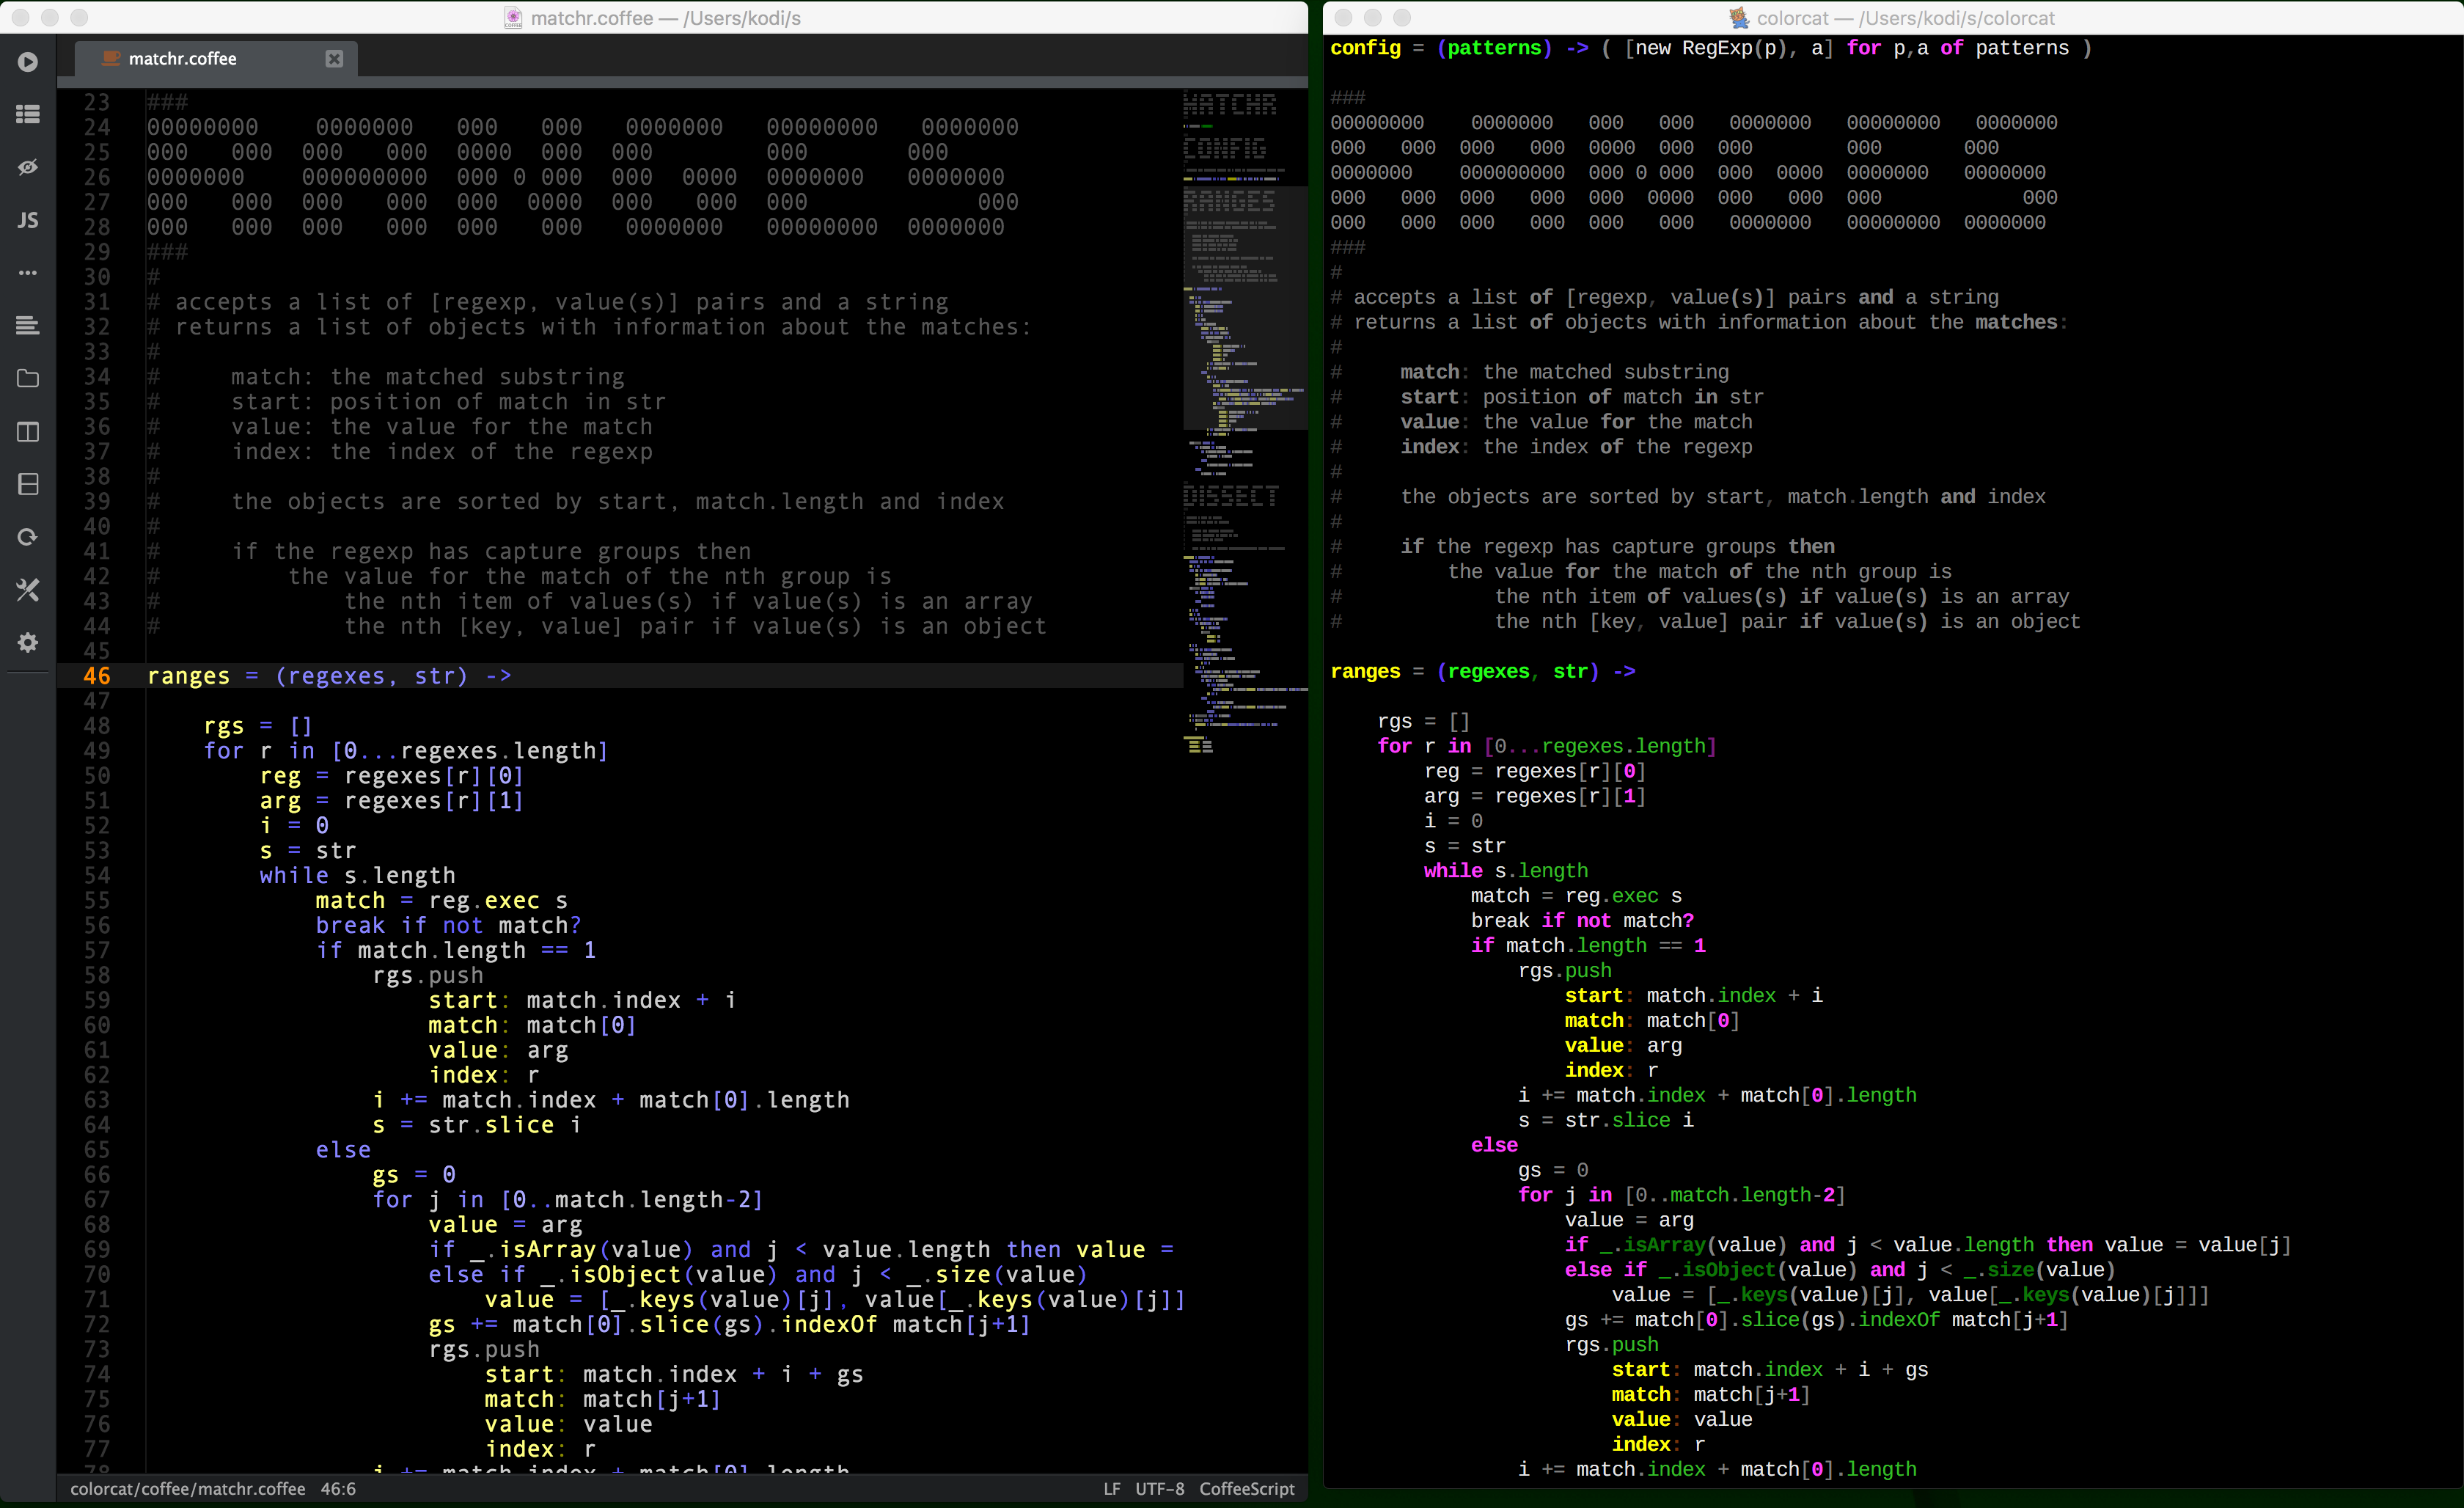 matchr.coffee — /Users/kodi/s
matchr.coffee
JS
23 ###
24 00000000    0000000   000   000   0000000   00000000   0000000
25 000   000  000   000  0000  000  000        000       000
26 0000000    000000000  000 0 000  000  0000  0000000   0000000
27 000   000  000   000  000  0000  000   000  000            000
28 000   000  000   000  000   000   0000000   00000000  0000000
29 ###
30 #
31 # accepts a list of [regexp, value(s)] pairs and a string
32 # returns a list of objects with information about the matches:
33 #
34 #     match: the matched substring
35 #     start: position of match in str
36 #     value: the value for the match
37 #     index: the index of the regexp
38 #
39 #     the objects are sorted by start, match.length and index
40 #
41 #     if the regexp has capture groups then
42 #         the value for the match of the nth group is
43 #             the nth item of values(s) if value(s) is an array
44 #             the nth [key, value] pair if value(s) is an object
45
46 ranges = (regexes, str) ->
47
48     rgs = []
49     for r in [0...regexes.length]
50         reg = regexes[r][0]
51         arg = regexes[r][1]
52         i = 0
53         s = str
54         while s.length
55             match = reg.exec s
56             break if not match?
57             if match.length == 1
58                 rgs.push
59                     start: match.index + i
60                     match: match[0]
61                     value: arg
62                     index: r
63                 i += match.index + match[0].length
64                 s = str.slice i
65             else
66                 gs = 0
67                 for j in [0..match.length-2]
68                     value = arg
69                     if _.isArray(value) and j < value.length then value =
70                     else if _.isObject(value) and j < _.size(value)
71                         value = [_.keys(value)[j], value[_.keys(value)[j]]
72                     gs += match[0].slice(gs).indexOf match[j+1]
73                     rgs.push
74                         start: match.index + i + gs
75                         match: match[j+1]
76                         value: value
77                         index: r
78                 i += match.index + match[0].length
colorcat/coffee/matchr.coffee 46:6 LF UTF-8 CoffeeScript
colorcat — /Users/kodi/s/colorcat
config = (patterns) -> ( [new RegExp(p), a] for p,a of patterns )
###
00000000    0000000   000   000   0000000   00000000   0000000
000   000  000   000  0000  000  000        000       000
0000000    000000000  000 0 000  000  0000  0000000   0000000
000   000  000   000  000  0000  000   000  000            000
000   000  000   000  000   000   0000000   00000000  0000000
###
#
# accepts a list of [regexp, value(s)] pairs and a string
# returns a list of objects with information about the matches:
#
#     match: the matched substring
#     start: position of match in str
#     value: the value for the match
#     index: the index of the regexp
#
#     the objects are sorted by start, match.length and index
#
#     if the regexp has capture groups then
#         the value for the match of the nth group is
#             the nth item of values(s) if value(s) is an array
#             the nth [key, value] pair if value(s) is an object
ranges = (regexes, str) ->
    rgs = []
    for r in [0...regexes.length]
        reg = regexes[r][0]
        arg = regexes[r][1]
        i = 0
        s = str
        while s.length
            match = reg.exec s
            break if not match?
            if match.length == 1
                rgs.push
                    start: match.index + i
                    match: match[0]
                    value: arg
                    index: r
                i += match.index + match[0].length
                s = str.slice i
            else
                gs = 0
                for j in [0..match.length-2]
                    value = arg
                    if _.isArray(value) and j < value.length then value = value[j]
                    else if _.isObject(value) and j < _.size(value)
                        value = [_.keys(value)[j], value[_.keys(value)[j]]]
                    gs += match[0].slice(gs).indexOf match[j+1]
                    rgs.push
                        start: match.index + i + gs
                        match: match[j+1]
                        value: value
                        index: r
                i += match.index + match[0].length